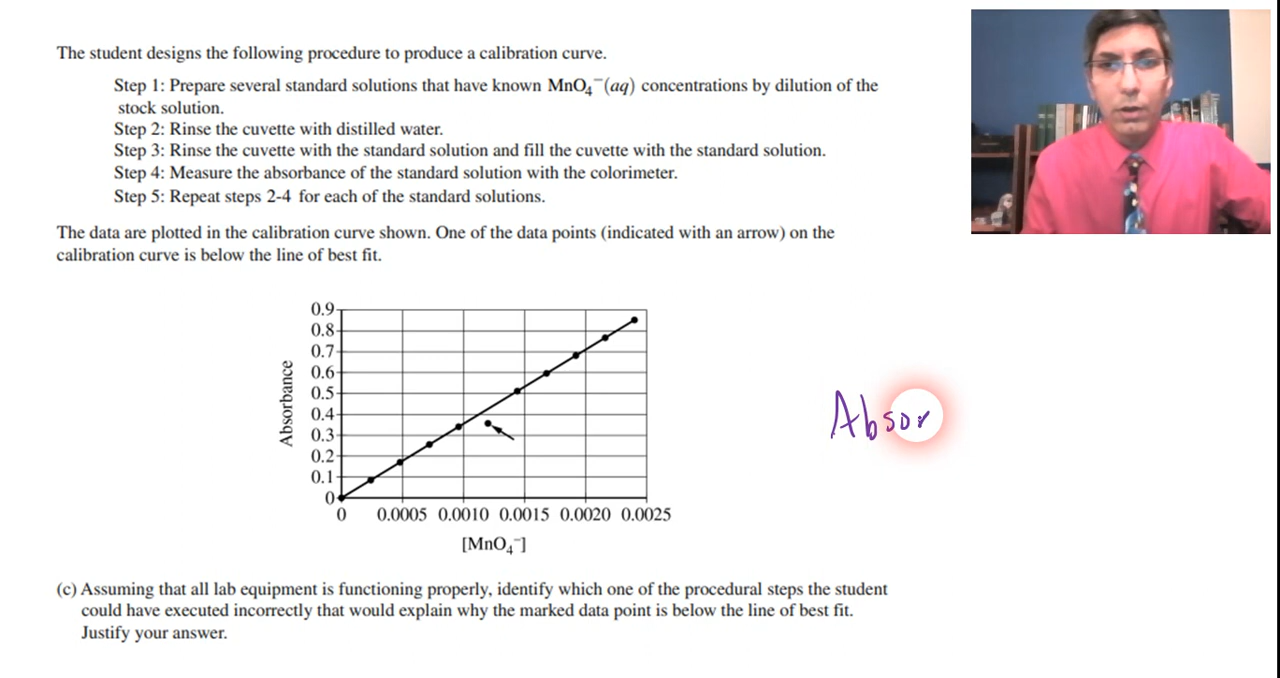 The student designs the following procedure to produce a calibration curve.
Step 1: Prepare several standard solutions that have known MnO₄⁻(aq) concentrations by dilution of the
stock solution.
Step 2: Rinse the cuvette with distilled water.
Step 3: Rinse the cuvette with the standard solution and fill the cuvette with the standard solution.
Step 4: Measure the absorbance of the standard solution with the colorimeter.
Step 5: Repeat steps 2-4 for each of the standard solutions.
The data are plotted in the calibration curve shown. One of the data points (indicated with an arrow) on the
calibration curve is below the line of best fit.
0.9
0.8
0.7
0.6
0.5
0.4
0.3
0.2
0.1
0
Absorbance
0 0.0005 0.0010 0.0015 0.0020 0.0025
[MnO₄⁻]
Absor
(c) Assuming that all lab equipment is functioning properly, identify which one of the procedural steps the student
could have executed incorrectly that would explain why the marked data point is below the line of best fit.
Justify your answer.